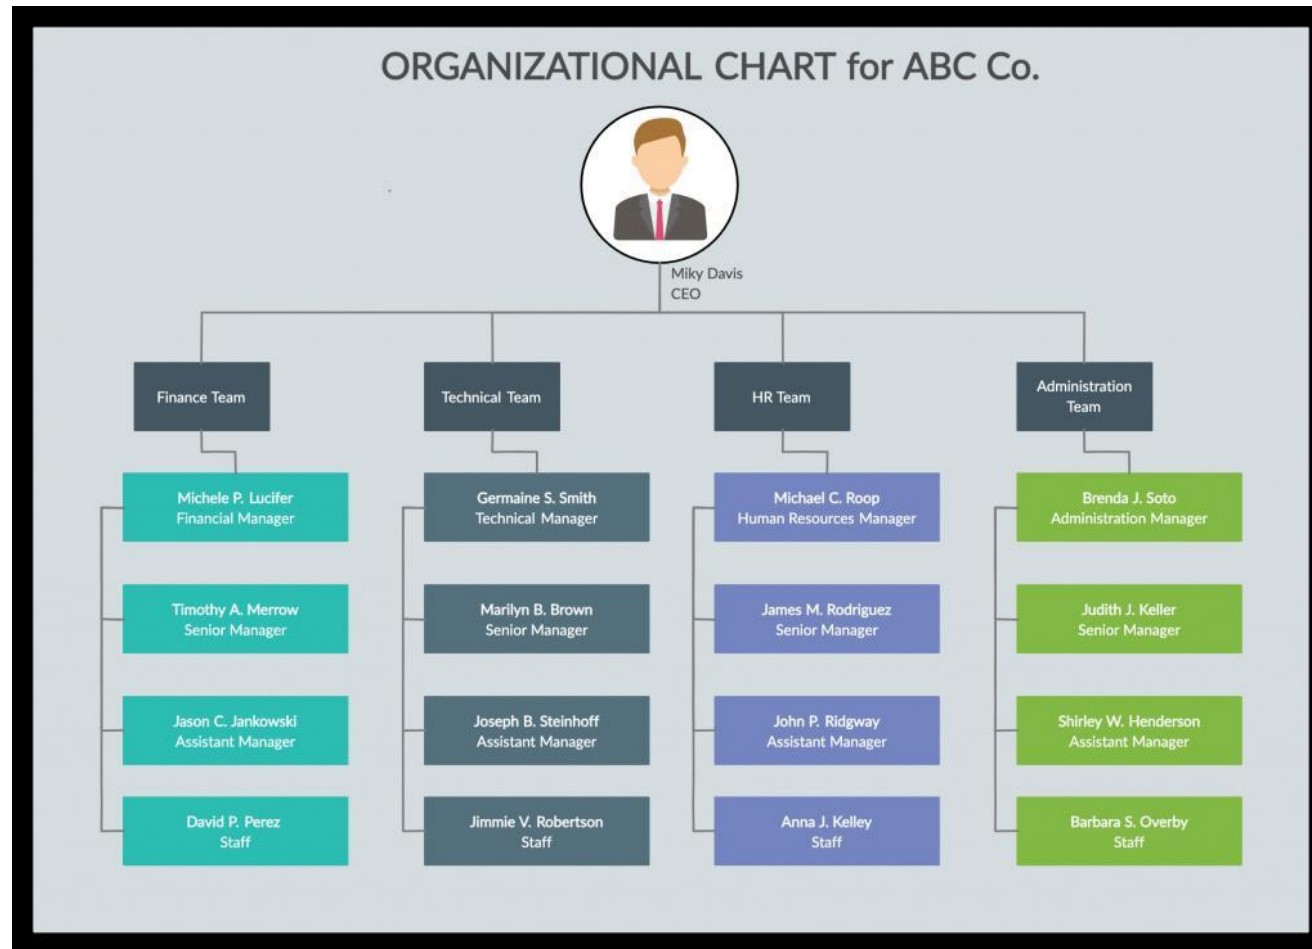 ORGANIZATIONAL CHART for ABC Co.
Miky Davis
CEO
Finance Team
Technical Team
HR Team
Administration
Team
Michele P. Lucifer
Financial Manager
Germaine S. Smith
Technical Manager
Michael C. Roop
Human Resources Manager
Brenda J. Soto
Administration Manager
Timothy A. Merrow
Senior Manager
Marilyn B. Brown
Senior Manager
James M. Rodriguez
Senior Manager
Judith J. Keller
Senior Manager
Jason C. Jankowski
Assistant Manager
Joseph B. Steinhoff
Assistant Manager
John P. Ridgway
Assistant Manager
Shirley W. Henderson
Assistant Manager
David P. Perez
Staff
Jimmie V. Robertson
Staff
Anna J. Kelley
Staff
Barbara S. Overby
Staff